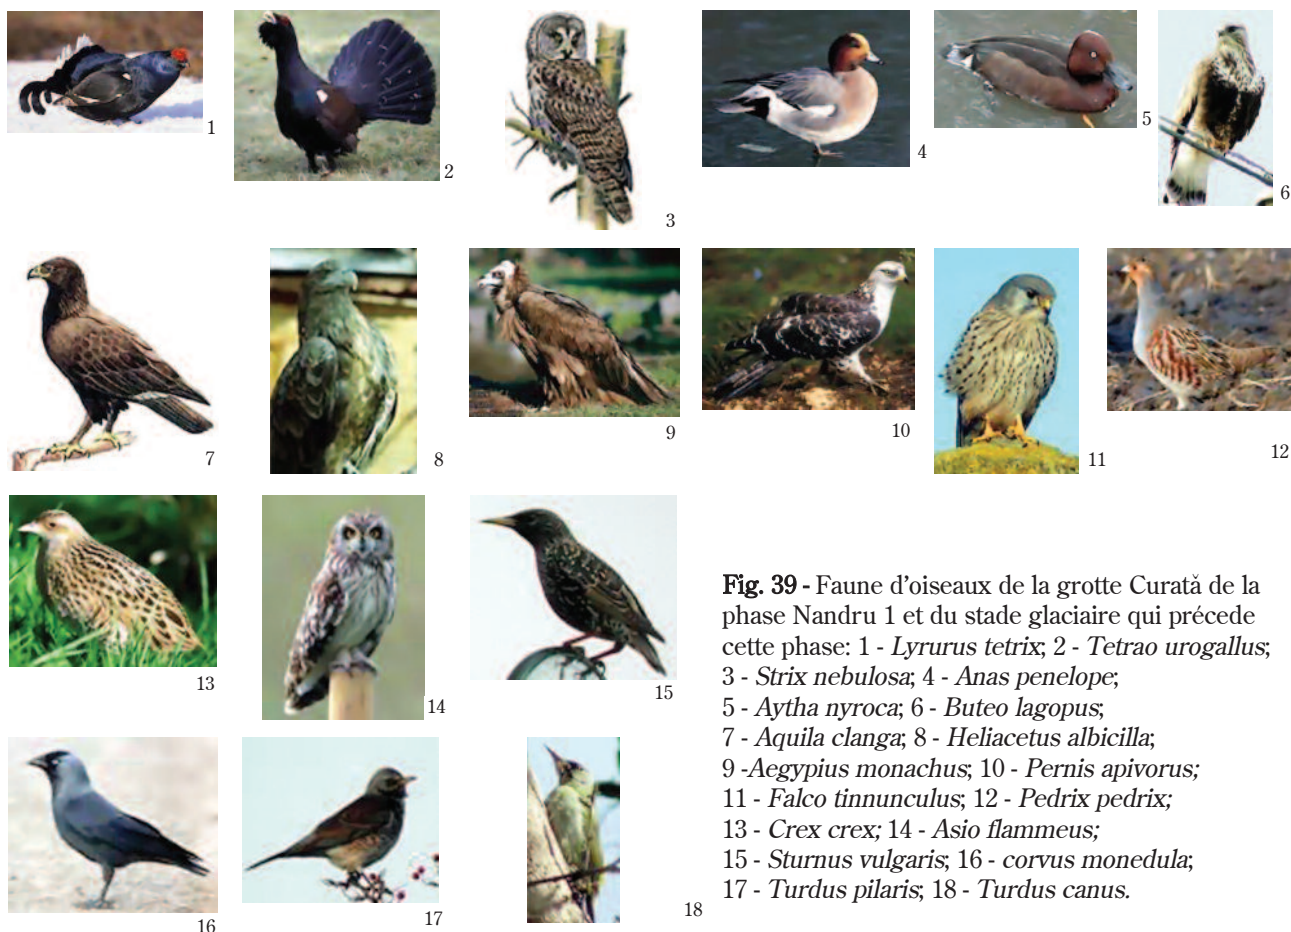 1
2
3
4
5
6
7
8
9
10
11
12
13
14
15
16
17
18
Fig. 39 - Faune d'oiseaux de la grotte Curată de la
phase Nandru 1 et du stade glaciaire qui précede
cette phase: 1 - Lyrurus tetrix; 2 - Tetrao urogallus;
3 - Strix nebulosa; 4 - Anas penelope;
5 - Aytha nyroca; 6 - Buteo lagopus;
7 - Aquila clanga; 8 - Heliacetus albicilla;
9 -Aegypius monachus; 10 - Pernis apivorus;
11 - Falco tinnunculus; 12 - Pedrix pedrix;
13 - Crex crex; 14 - Asio flammeus;
15 - Sturnus vulgaris; 16 - corvus monedula;
17 - Turdus pilaris; 18 - Turdus canus.